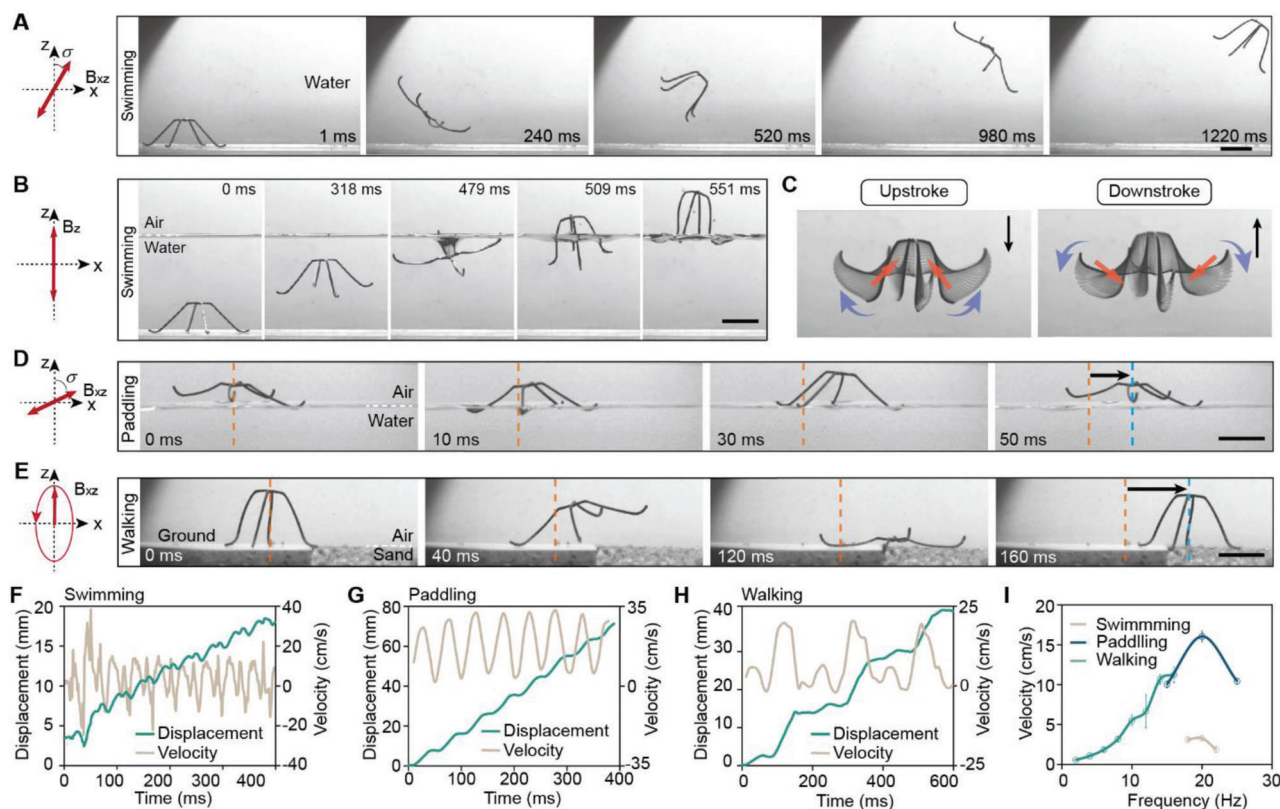 A
Z
σ
Bxz
X
Swimming
Water
1 ms
240 ms
520 ms
980 ms
1220 ms
B
Z
Bz
X
Swimming
0 ms
318 ms
479 ms
509 ms
551 ms
Air
Water
C
Upstroke
Downstroke
D
Z
σ
Bxz
X
Paddling
Air
Water
0 ms
10 ms
30 ms
50 ms
E
Z
Bxz
X
Walking
Ground
Air
Sand
0 ms
40 ms
120 ms
160 ms
F
Swimming
Displacement (mm)
20
15
10
5
0
Displacement
Velocity
0
100
200
300
400
Time (ms)
40
20
0
-20
-40
Velocity (cm/s)
G
Paddling
Displacement (mm)
80
60
40
20
0
Displacement
Velocity
0
100
200
300
400
Time (ms)
35
0
-35
Velocity (cm/s)
H
Walking
Displacement (mm)
40
30
20
10
0
Displacement
Velocity
0
200
400
600
Time (ms)
25
0
-25
Velocity (cm/s)
I
Velocity (cm/s)
20
15
10
5
0
Swimmming
Paddlling
Walking
0
10
20
30
Frequency (Hz)